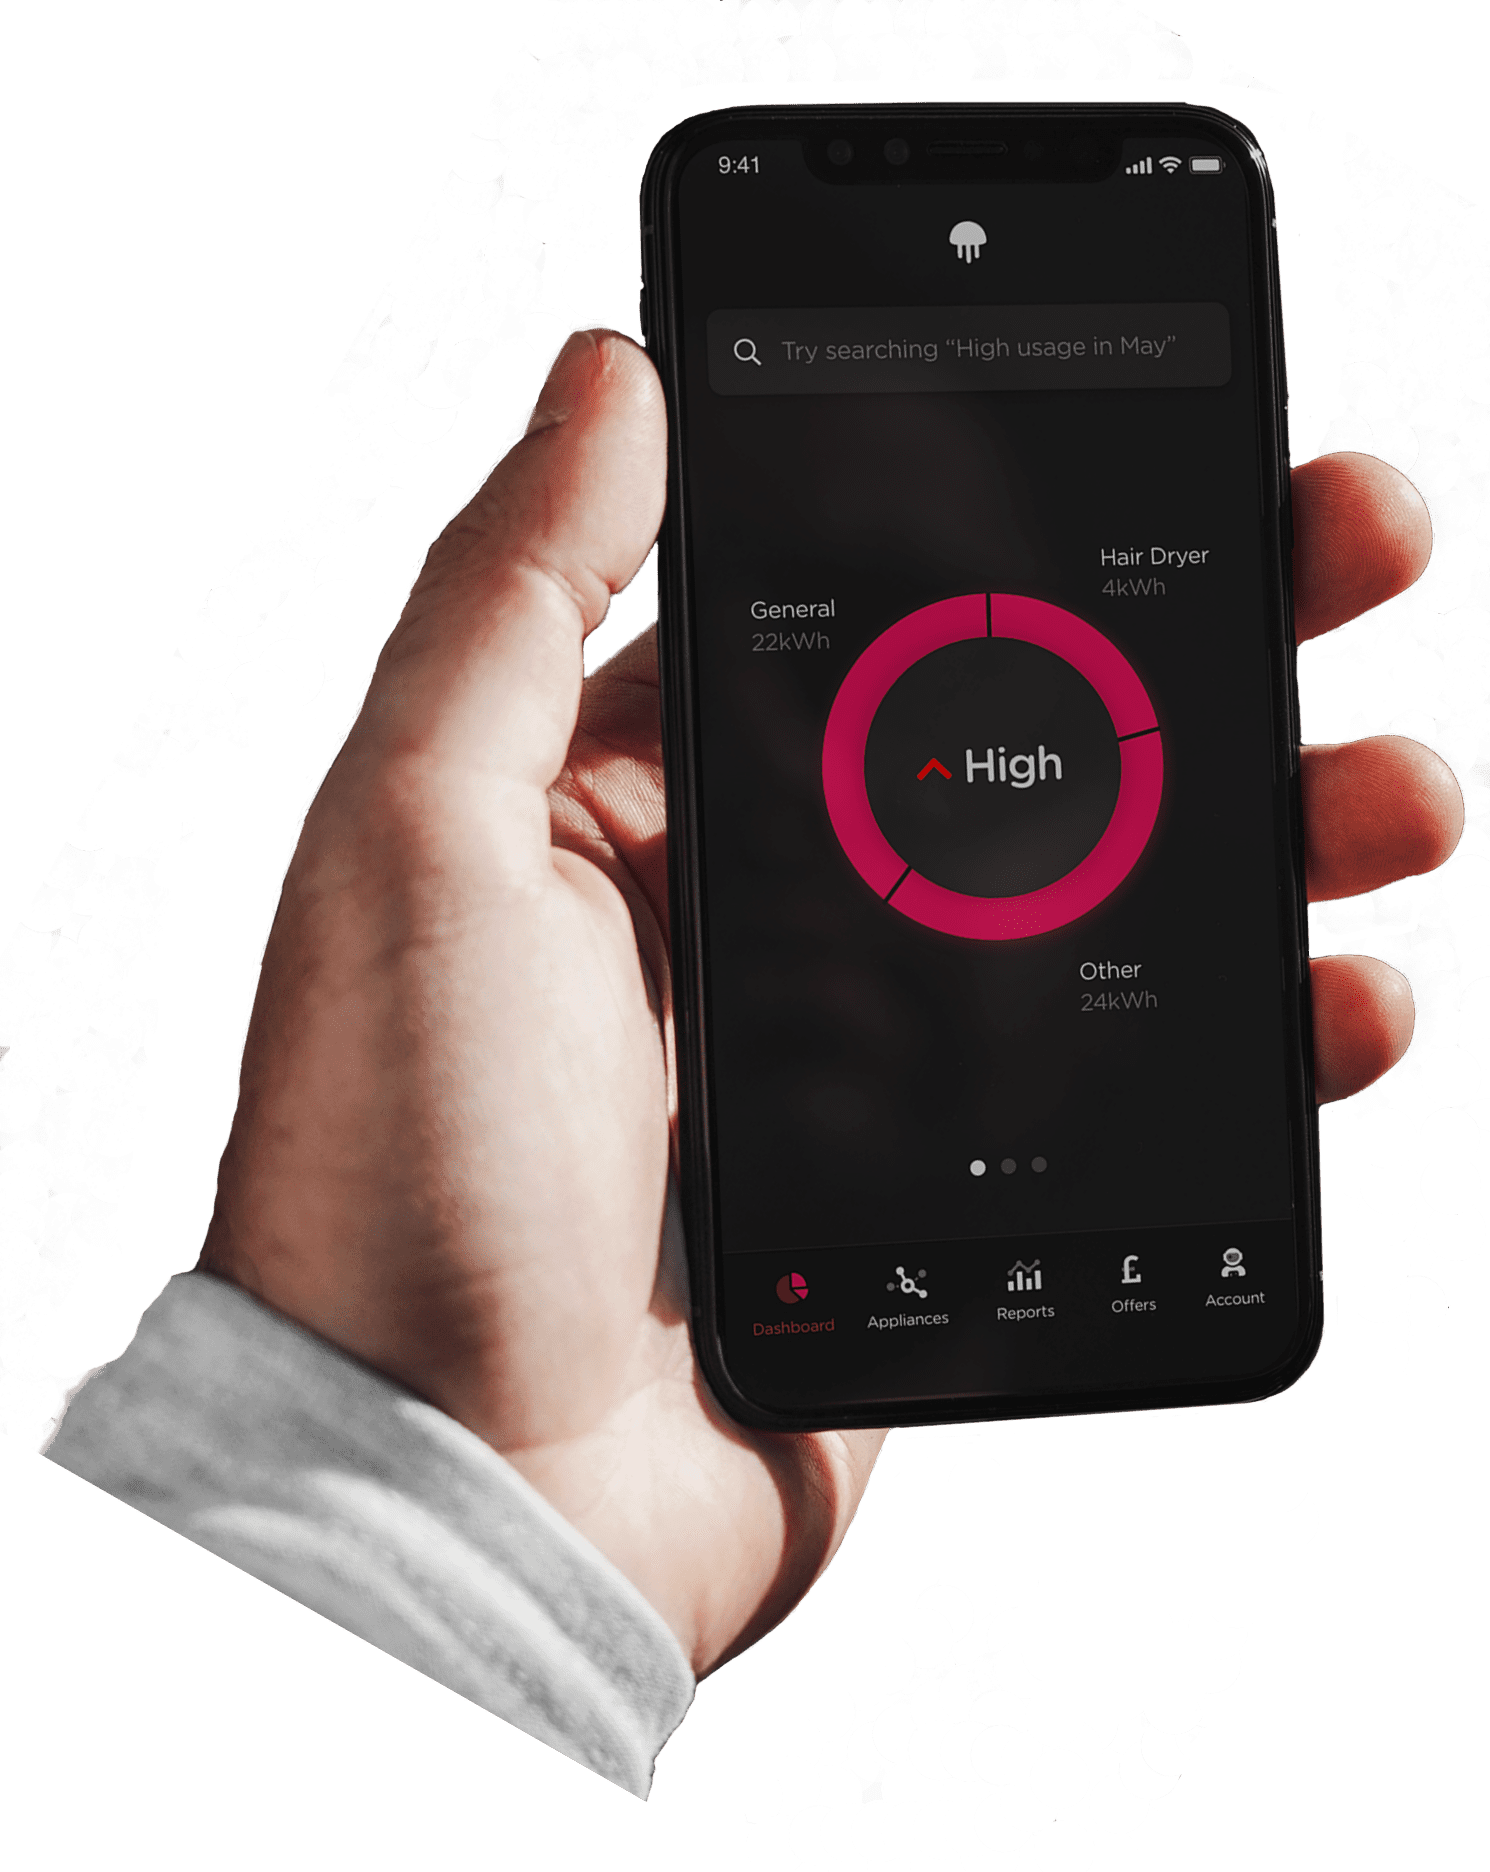 9:41
Try searching “High usage in May”
Hair Dryer
4kWh
General
22kWh
High
Other
24kWh
Dashboard
Appliances
Reports
£
Offers
Account